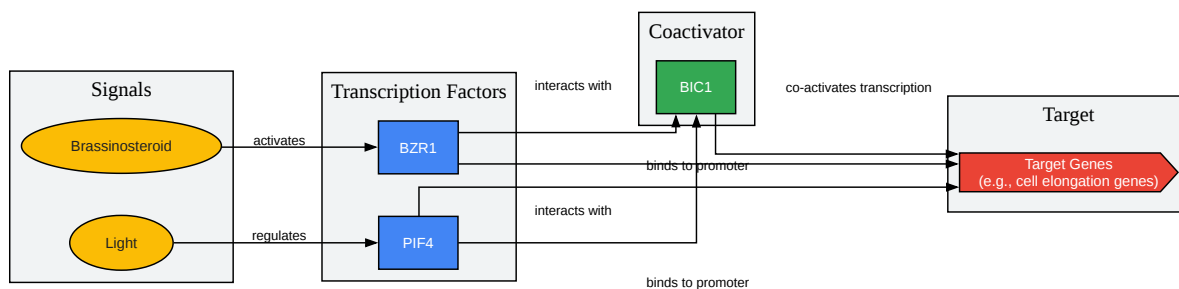 Signals
Brassinosteroid
Light
activates
regulates
Transcription Factors
BZR1
PIF4
interacts with
binds to promoter
interacts with
binds to promoter
Coactivator
BIC1
co-activates transcription
Target
Target Genes
(e.g., cell elongation genes)